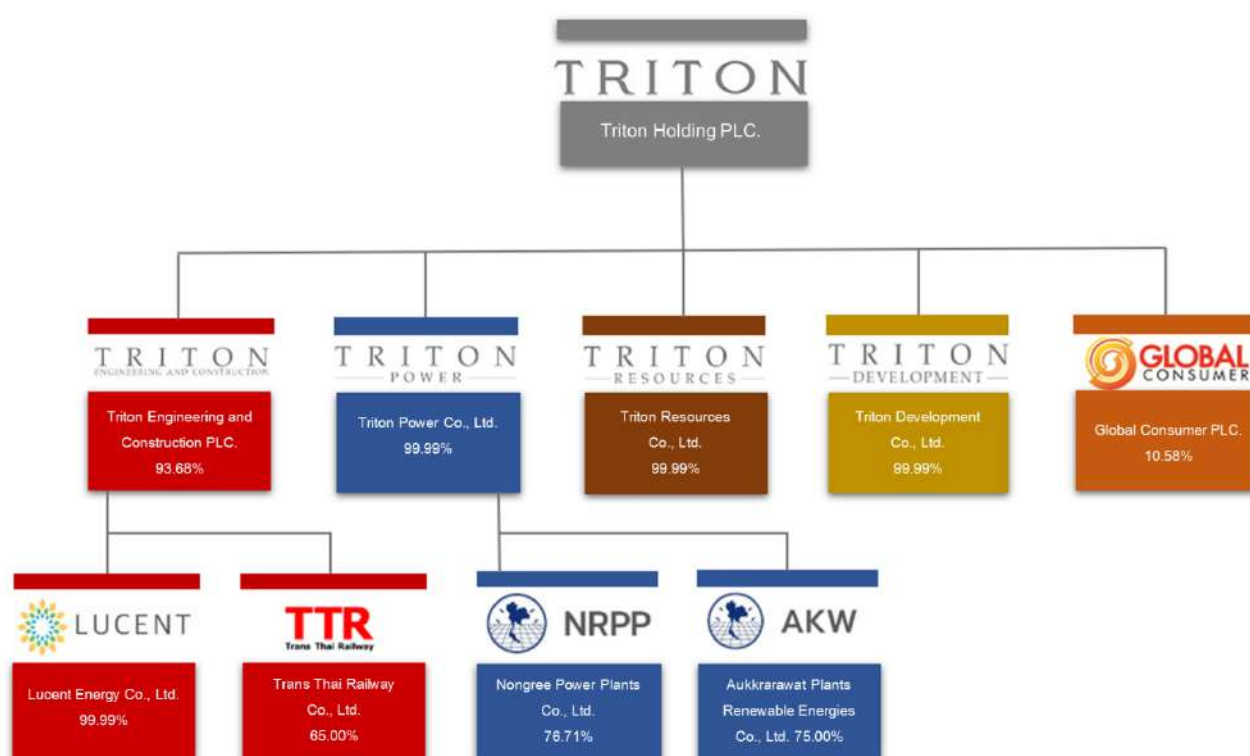 TRITON
Triton Holding PLC.
TRITON
ENGINEERING AND CONSTRUCTION
Triton Engineering and
Construction PLC.
93.68%
TRITON
POWER
Triton Power Co., Ltd.
99.99%
TRITON
RESOURCES
Triton Resources
Co., Ltd.
99.99%
TRITON
DEVELOPMENT
Triton Development
Co., Ltd.
99.99%
GLOBAL
CONSUMER
Global Consumer PLC.
10.58%
LUCENT
Lucent Energy Co., Ltd.
99.99%
TTR
Trans Thai Railway
Trans Thai Railway
Co., Ltd.
65.00%
NRPP
Nongree Power Plants
Co., Ltd.
76.71%
AKW
Aukkrarawat Plants
Renewable Energies
Co., Ltd. 75.00%